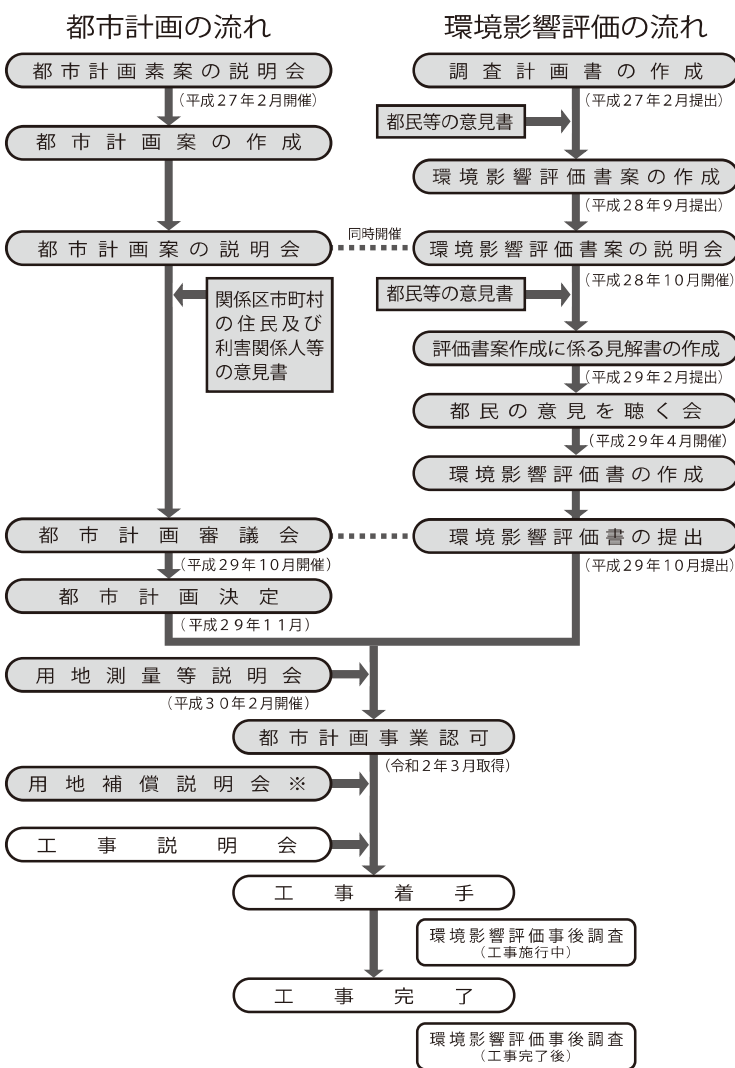 都市計画の流れ
環境影響評価の流れ
都市計画素案の説明会
(平成27年2月開催)
調査計画書の作成
(平成27年2月提出)
都民等の意見書
都市計画案の作成
環境影響評価書案の作成
(平成28年9月提出)
都市計画案の説明会
同時開催
環境影響評価書案の説明会
(平成28年10月開催)
関係区市町村
の住民及び
利害関係人等
の意見書
都民等の意見書
評価書案作成に係る見解書の作成
(平成29年2月提出)
都民の意見を聴く会
(平成29年4月開催)
環境影響評価書の作成
都市計画審議会
(平成29年10月開催)
環境影響評価書の提出
(平成29年10月提出)
都市計画決定
(平成29年11月)
用地測量等説明会
(平成30年2月開催)
都市計画事業認可
(令和2年3月取得)
用地補償説明会※
工事説明会
工事着手
環境影響評価事後調査
(工事施行中)
工事完了
環境影響評価事後調査
(工事完了後)